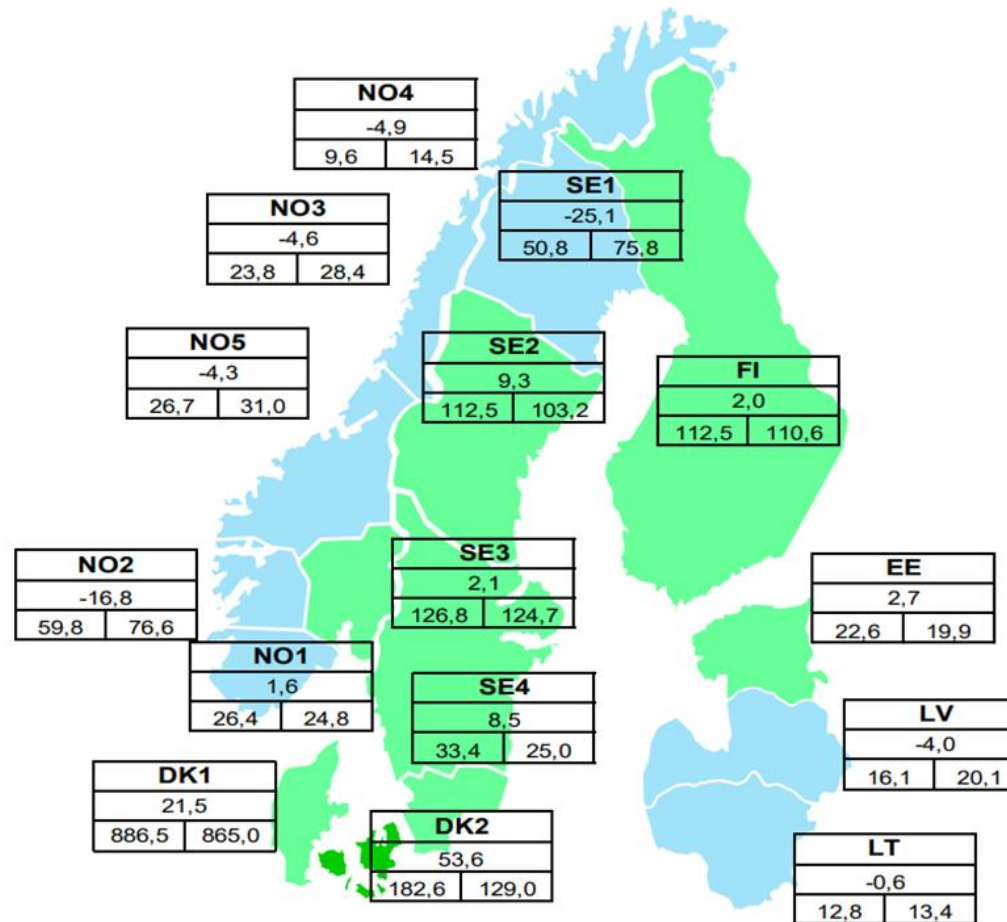 NO4
-4,9
9,6 14,5
SE1
-25,1
50,8 75,8
NO3
-4,6
23,8 28,4
NO5
-4,3
26,7 31,0
SE2
9,3
112,5 103,2
FI
2,0
112,5 110,6
NO2
-16,8
59,8 76,6
SE3
2,1
126,8 124,7
EE
2,7
22,6 19,9
NO1
1,6
26,4 24,8
SE4
8,5
33,4 25,0
LV
-4,0
16,1 20,1
DK1
21,5
886,5 865,0
DK2
53,6
182,6 129,0
LT
-0,6
12,8 13,4